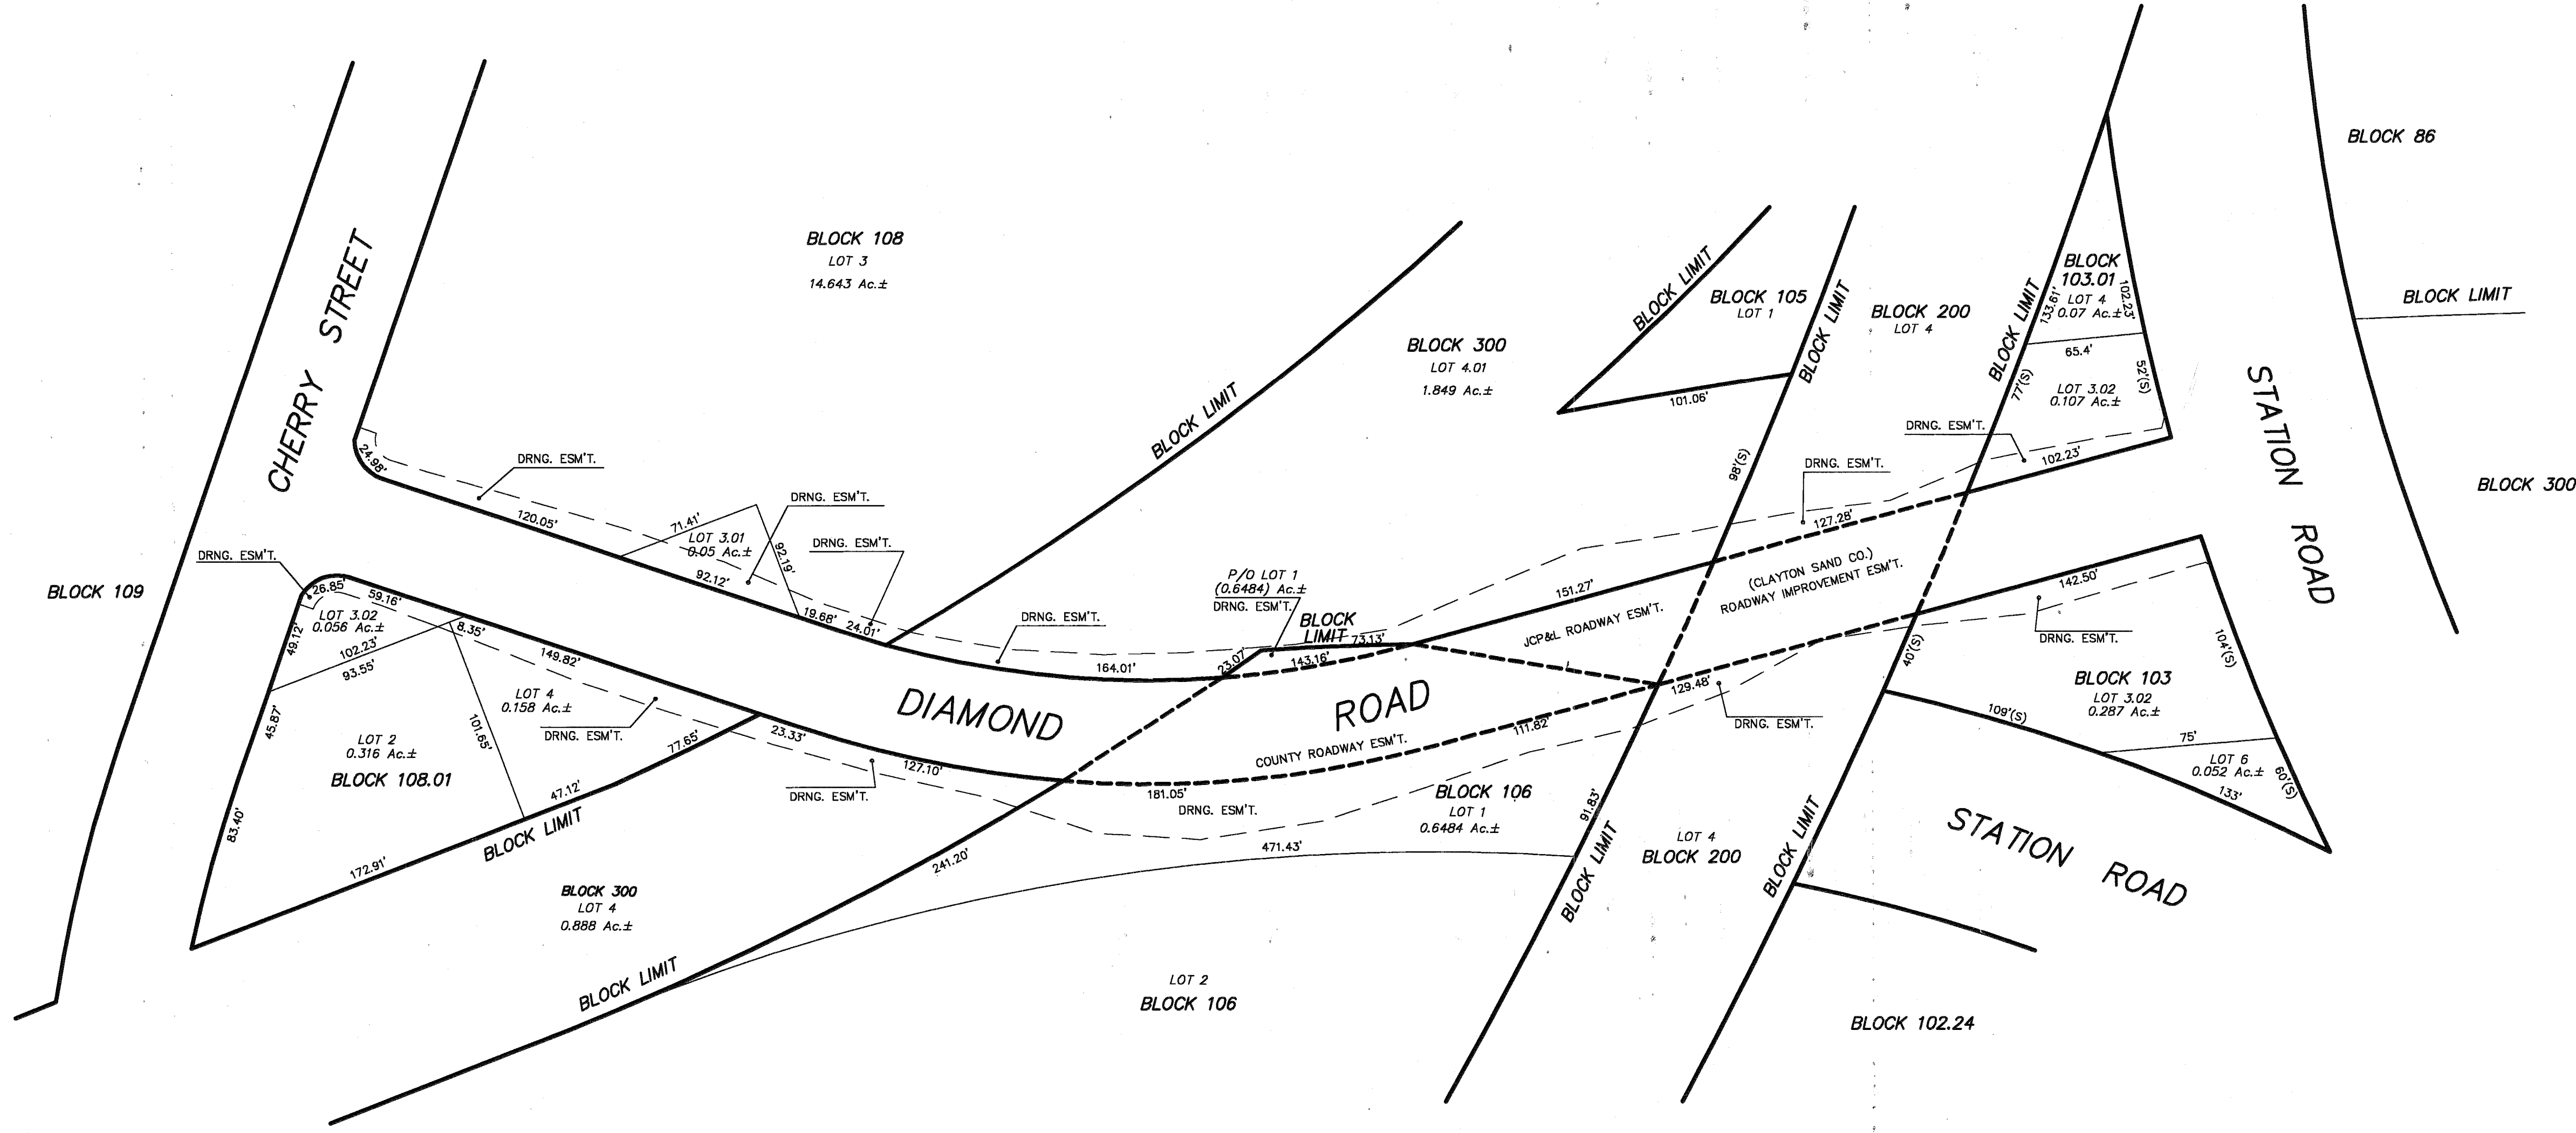 BLOCK 86
BLOCK 108
LOT 3
14.643 Ac.±
CHERRY STREET
BLOCK LIMIT
BLOCK LIMIT
BLOCK 105
LOT 1
BLOCK LIMIT
BLOCK 200
LOT 4
BLOCK LIMIT
BLOCK
103.01
LOT 4
0.07 Ac.±
133.61'
102.23'
65.4'
77'(S)
52'(S)
LOT 3.02
0.107 Ac.±
BLOCK LIMIT
BLOCK 300
LOT 4.01
1.849 Ac.±
101.06'
98'(S)
STATION ROAD
BLOCK 300
DRNG. ESM'T.
102.23'
24.98'
DRNG. ESM'T.
120.05'
DRNG. ESM'T.
71.41'
LOT 3.01
0.05 Ac.±
92.19'
92.12'
DRNG. ESM'T.
19.68'
24.01'
DRNG. ESM'T.
127.28'
(CLAYTON SAND CO.)
ROADWAY IMPROVEMENT ESM'T.
JCP&L ROADWAY ESM'T.
151.27'
142.50'
DRNG. ESM'T.
BLOCK 109
DRNG. ESM'T.
26.85'
59.16'
LOT 3.02
0.056 Ac.±
49.12'
102.23'
93.55'
8.35'
149.82'
LOT 4
0.158 Ac.±
DRNG. ESM'T.
45.87'
101.65'
LOT 2
0.316 Ac.±
BLOCK 108.01
77.65'
47.12'
83.40'
172.91'
BLOCK LIMIT
23.33'
127.10'
DRNG. ESM'T.
DRNG. ESM'T.
164.01'
P/O LOT 1
(0.6484) Ac.±
DRNG. ESM'T.
BLOCK
LIMIT
73.13'
23.07'
143.16'
DIAMOND ROAD
COUNTY ROADWAY ESM'T.
111.82'
129.48'
DRNG. ESM'T.
40'(S)
104'(S)
BLOCK 103
LOT 3.02
0.287 Ac.±
109'(S)
75'
LOT 6
0.052 Ac.±
60'(S)
133'
181.05'
DRNG. ESM'T.
BLOCK 106
LOT 1
0.6484 Ac.±
91.83'
BLOCK LIMIT
471.43'
241.20'
LOT 4
BLOCK 200
BLOCK LIMIT
STATION ROAD
BLOCK 300
LOT 4
0.888 Ac.±
BLOCK LIMIT
LOT 2
BLOCK 106
BLOCK 102.24